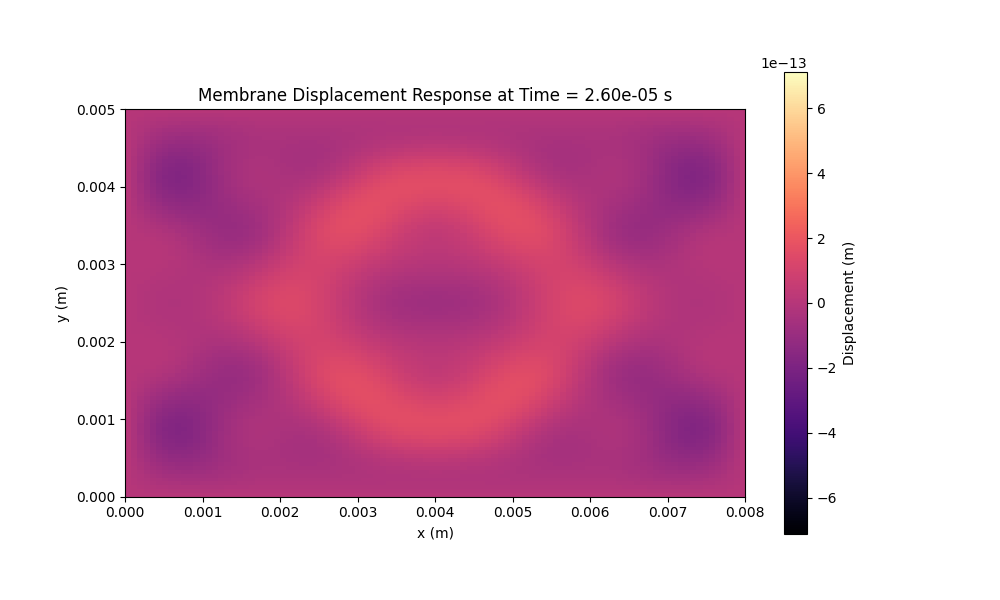 1e−13
Membrane Displacement Response at Time = 2.60e-05 s
0.005
0.004
0.003
0.002
0.001
0.000
y (m)
0.000 0.001 0.002 0.003 0.004 0.005 0.006 0.007 0.008
x (m)
6
4
2
0
−2
−4
−6
Displacement (m)